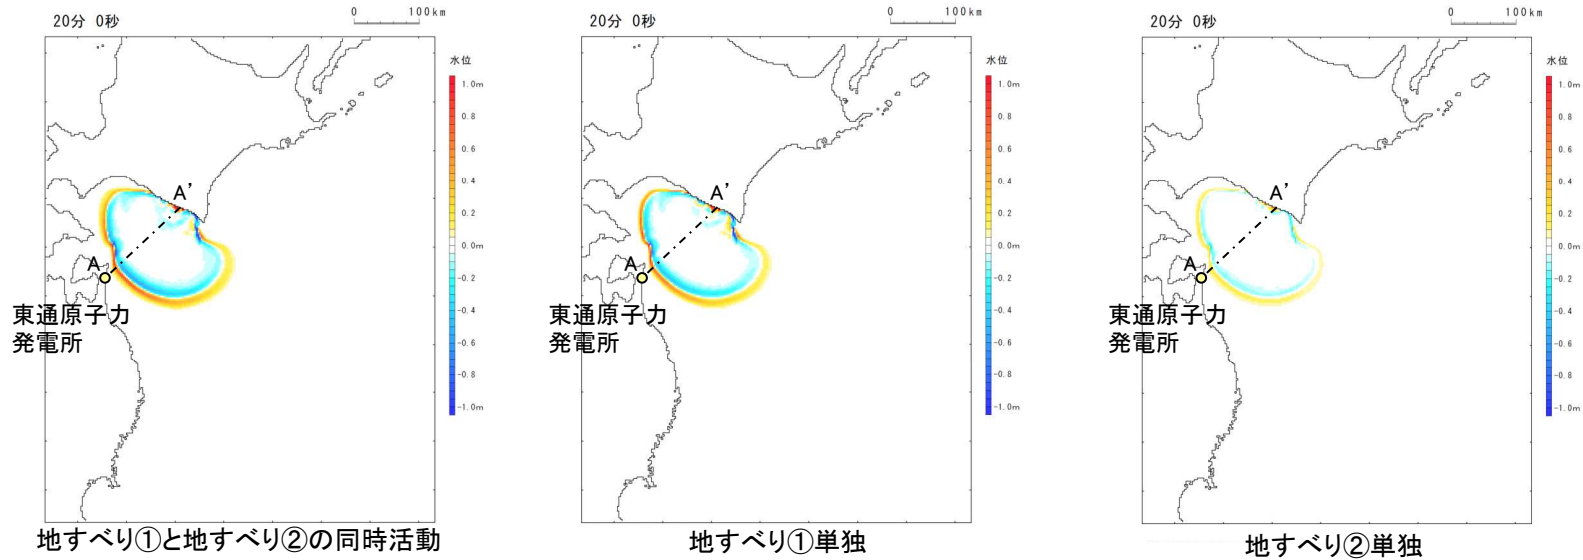 20分 0秒
0 100km
水位
1.0m
0.8
0.6
0.4
0.2
0.0m
-0.2
-0.4
-0.6
-0.8
-1.0m
A'
A
東通原子力
発電所
地すべり①と地すべり②の同時活動
20分 0秒
0 100km
水位
1.0m
0.8
0.6
0.4
0.2
0.0m
-0.2
-0.4
-0.6
-0.8
-1.0m
A'
A
東通原子力
発電所
地すべり①単独
20分 0秒
0 100km
水位
1.0m
0.8
0.6
0.4
0.2
0.0m
-0.2
-0.4
-0.6
-0.8
-1.0m
A'
A
東通原子力
発電所
地すべり②単独